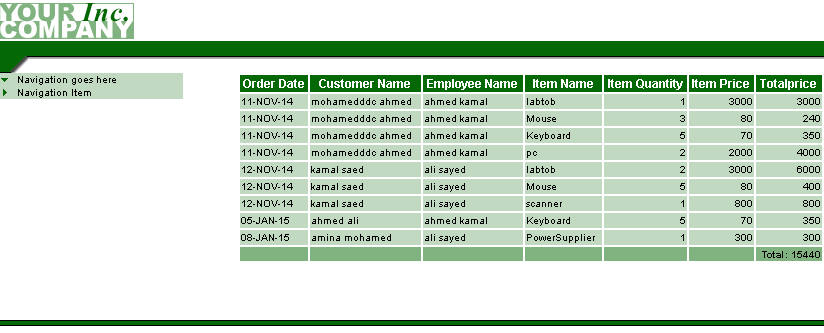 YOUR Inc,
COMPANY
Navigation goes here
Navigation Item
Order Date Customer Name Employee Name Item Name Item Quantity Item Price Totalprice
11-NOV-14 mohamedddc ahmed ahmed kamal labtob 1 3000 3000
11-NOV-14 mohamedddc ahmed ahmed kamal Mouse 3 80 240
11-NOV-14 mohamedddc ahmed ahmed kamal Keyboard 5 70 350
11-NOV-14 mohamedddc ahmed ahmed kamal pc 2 2000 4000
12-NOV-14 kamal saed ali sayed labtob 2 3000 6000
12-NOV-14 kamal saed ali sayed Mouse 5 80 400
12-NOV-14 kamal saed ali sayed scanner 1 800 800
05-JAN-15 ahmed ali ahmed kamal Keyboard 5 70 350
08-JAN-15 amina mohamed ali sayed PowerSupplier 1 300 300
Total: 15440